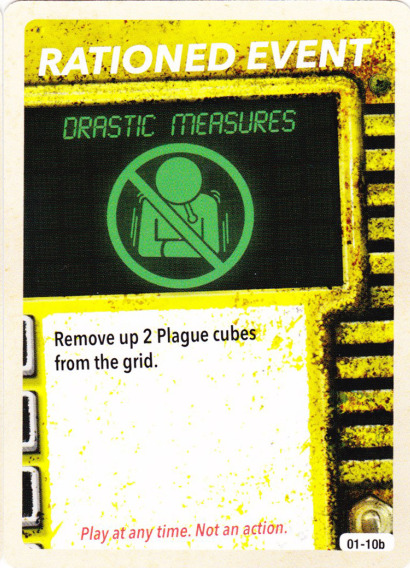 RATIONED EVENT
DRASTIC MEASURES
Remove up 2 Plague cubes
from the grid.
Play at any time. Not an action.
01-10b